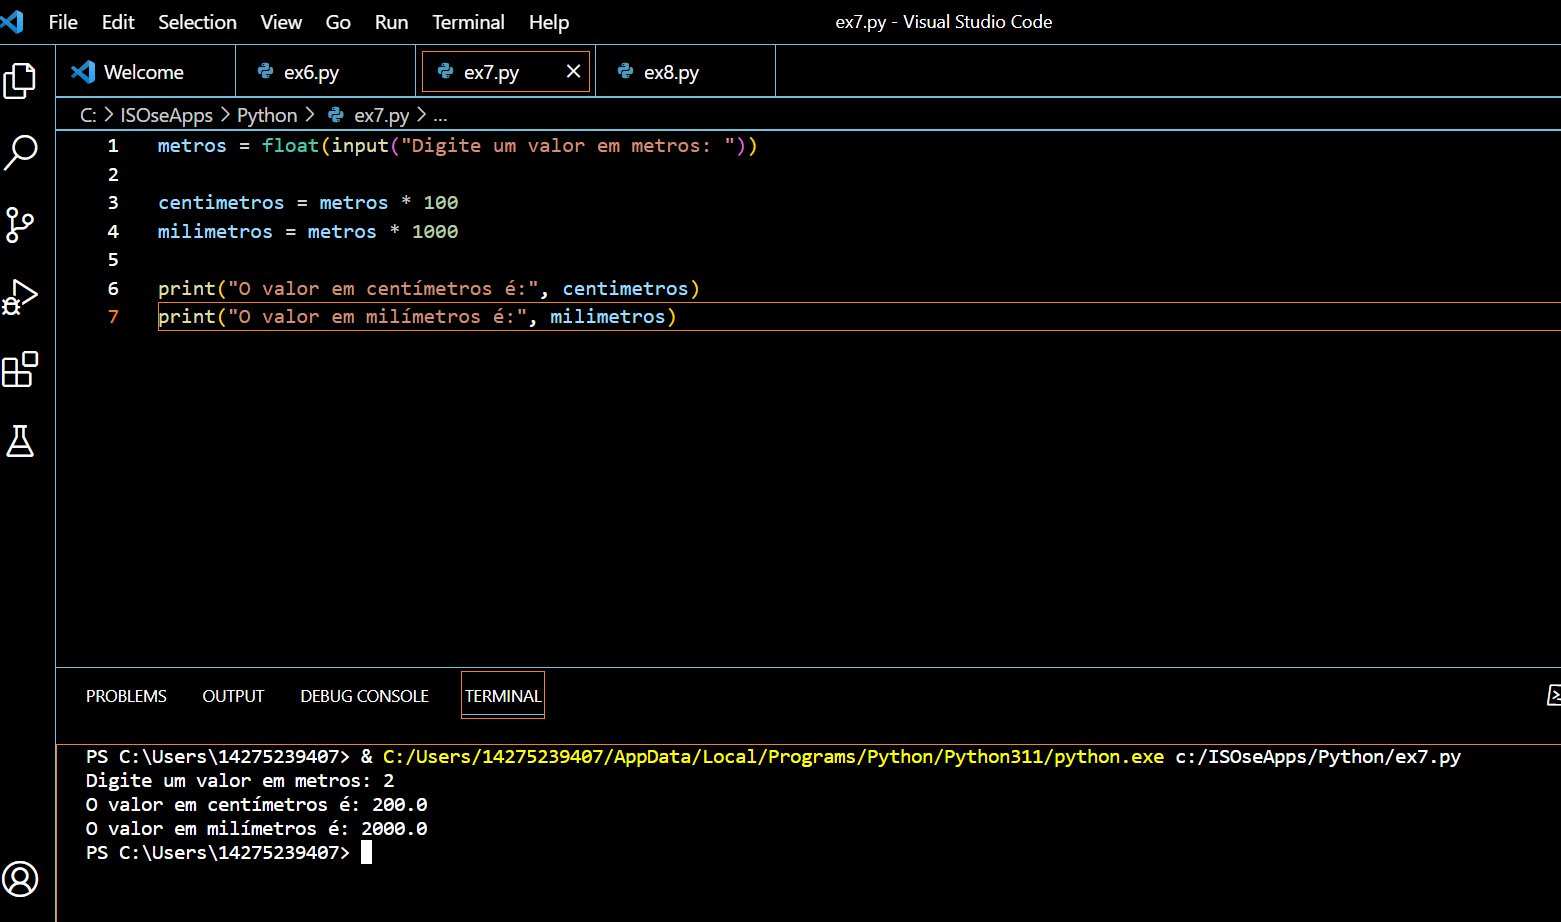 File Edit Selection View Go Run Terminal Help ex7.py - Visual Studio Code
Welcome ex6.py ex7.py ex8.py
C: > ISOseApps > Python > ex7.py > ...
1 metros = float(input("Digite um valor em metros: "))
2
3 centimetros = metros * 100
4 milimetros = metros * 1000
5
6 print("O valor em centímetros é:", centimetros)
7 print("O valor em milímetros é:", milimetros)
PROBLEMS OUTPUT DEBUG CONSOLE TERMINAL
PS C:\Users\14275239407> & C:/Users/14275239407/AppData/Local/Programs/Python/Python311/python.exe c:/ISOseApps/Python/ex7.py
Digite um valor em metros: 2
O valor em centímetros é: 200.0
O valor em milímetros é: 2000.0
PS C:\Users\14275239407>